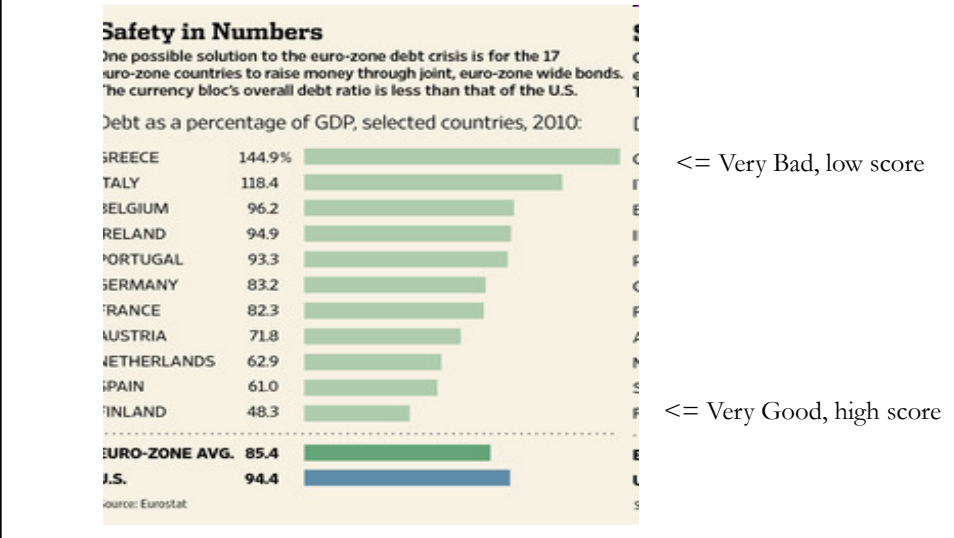 Safety in Numbers
One possible solution to the euro-zone debt crisis is for the 17
euro-zone countries to raise money through joint, euro-zone wide bonds.
The currency bloc's overall debt ratio is less than that of the U.S.
Debt as a percentage of GDP, selected countries, 2010:
GREECE 144.9%
<= Very Bad, low score
ITALY 118.4
BELGIUM 96.2
IRELAND 94.9
PORTUGAL 93.3
GERMANY 83.2
FRANCE 82.3
AUSTRIA 71.8
NETHERLANDS 62.9
SPAIN 61.0
FINLAND 48.3
<= Very Good, high score
EURO-ZONE AVG. 85.4
U.S. 94.4
Source: Eurostat